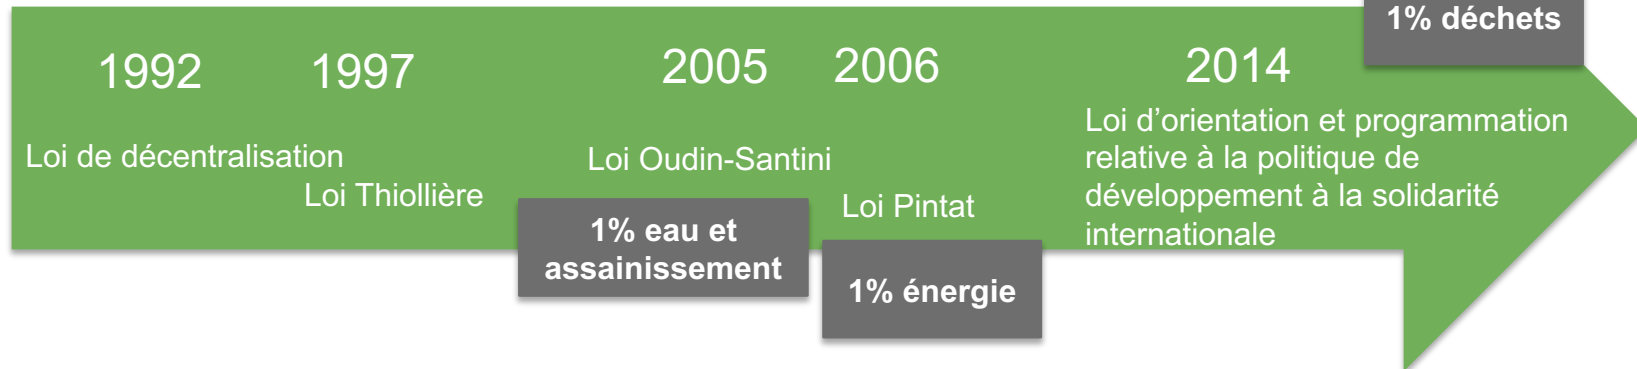 1% déchets
1992
1997
2005
2006
2014
Loi de décentralisation
Loi Thiollière
Loi Oudin-Santini
1% eau et
assainissement
Loi Pintat
1% énergie
Loi d’orientation et programmation
relative à la politique de
développement à la solidarité
internationale